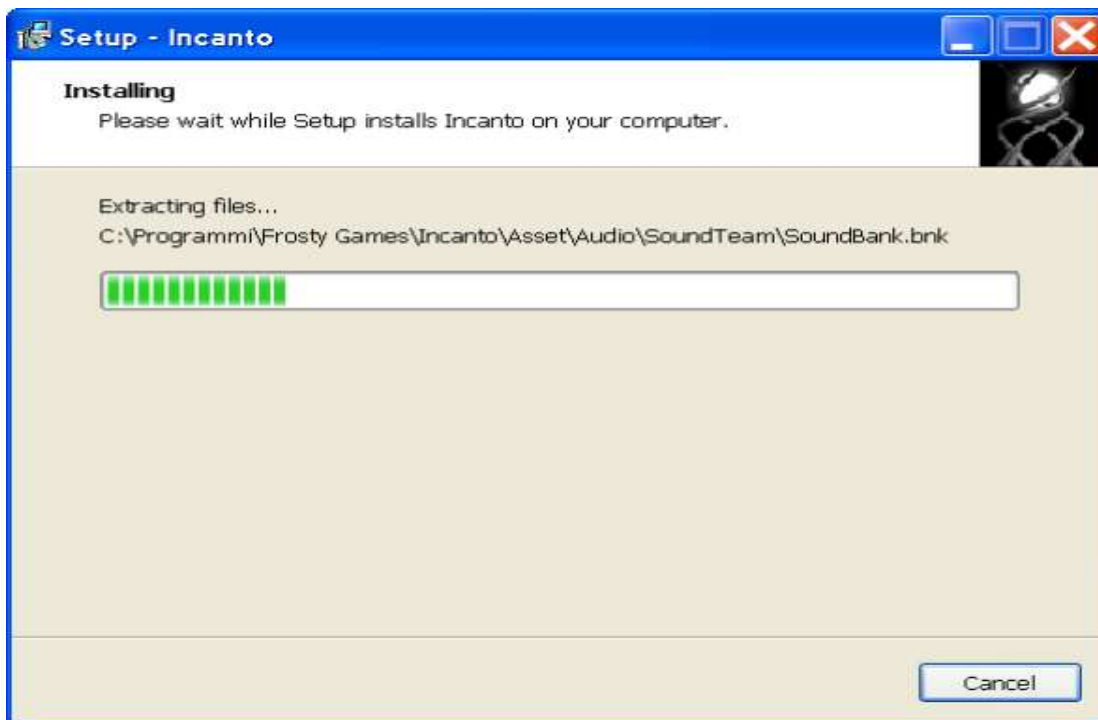 Setup - Incanto
Installing
Please wait while Setup installs Incanto on your computer.
Extracting files...
C:\Programmi\Frosty Games\Incanto\Asset\Audio\SoundTeam\SoundBank.bnk
Cancel